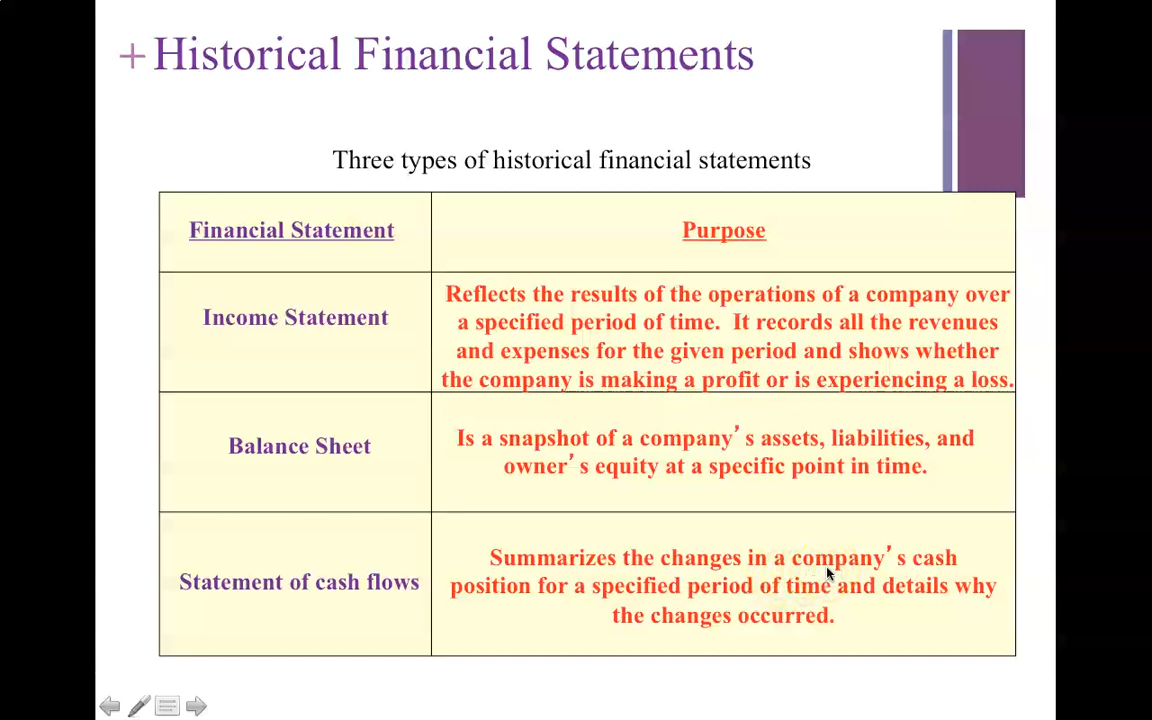 + Historical Financial Statements
Three types of historical financial statements
Financial Statement
Purpose
Income Statement
Reflects the results of the operations of a company over
a specified period of time.  It records all the revenues
and expenses for the given period and shows whether
the company is making a profit or is experiencing a loss.
Balance Sheet
Is a snapshot of a company’s assets, liabilities, and
owner’s equity at a specific point in time.
Statement of cash flows
Summarizes the changes in a company’s cash
position for a specified period of time and details why
the changes occurred.